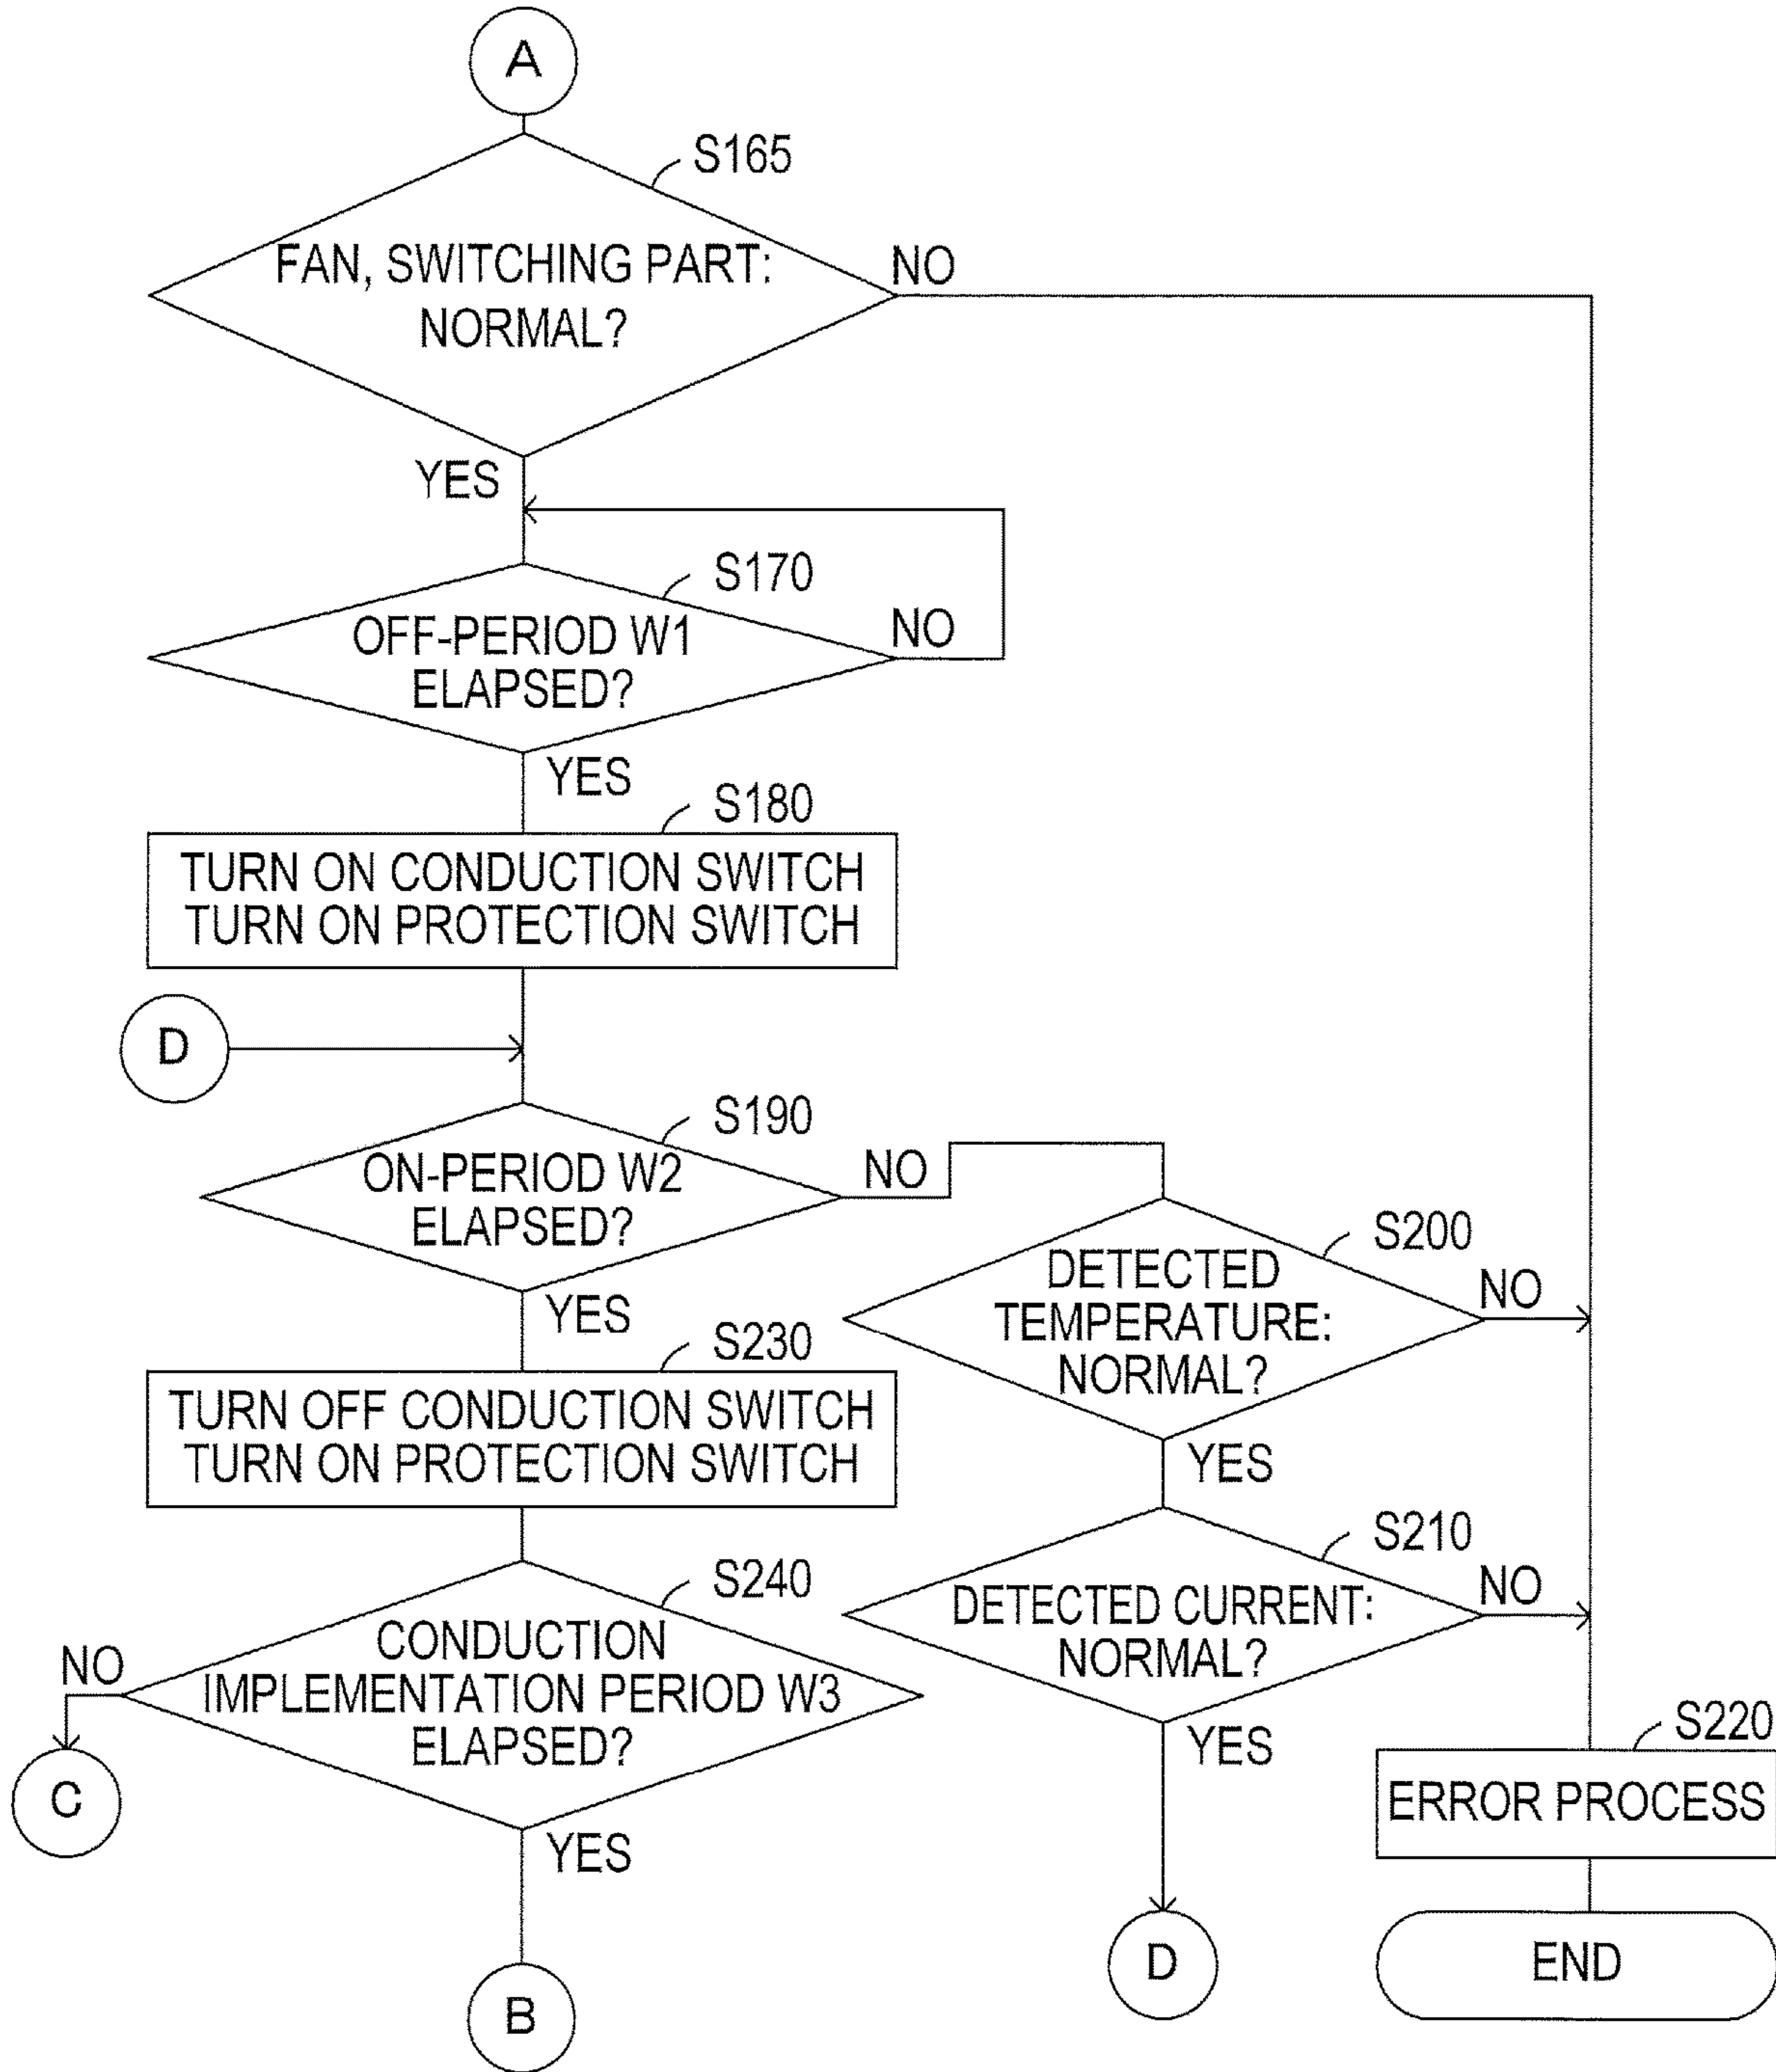 A
S165
FAN, SWITCHING PART:
NORMAL?
NO
YES
S170
OFF-PERIOD W1
ELAPSED?
NO
YES
S180
TURN ON CONDUCTION SWITCH
TURN ON PROTECTION SWITCH
D
S190
ON-PERIOD W2
ELAPSED?
NO
YES
S200
DETECTED
TEMPERATURE:
NORMAL?
NO
YES
S230
TURN OFF CONDUCTION SWITCH
TURN ON PROTECTION SWITCH
S210
DETECTED CURRENT:
NORMAL?
NO
YES
S240
CONDUCTION
IMPLEMENTATION PERIOD W3
ELAPSED?
NO
C
YES
S220
ERROR PROCESS
D
END
B